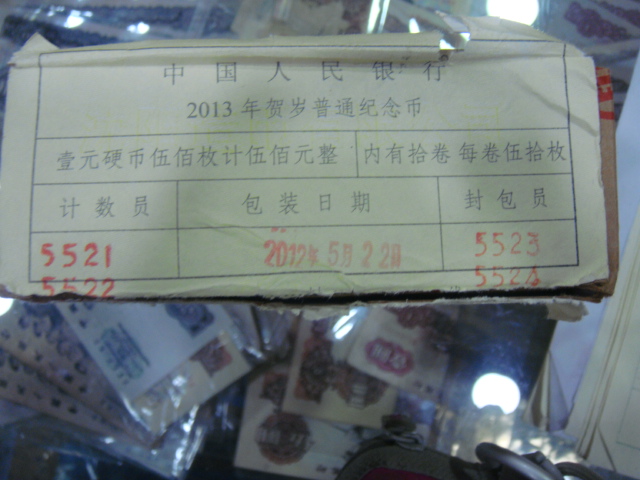 中国人民银行
2013年贺岁普通纪念币
壹元硬币伍佰枚计伍佰元整 内有拾卷 每卷伍拾枚
计数员 包装日期 封包员
5521 2012年5月22日 5523
5522 5524